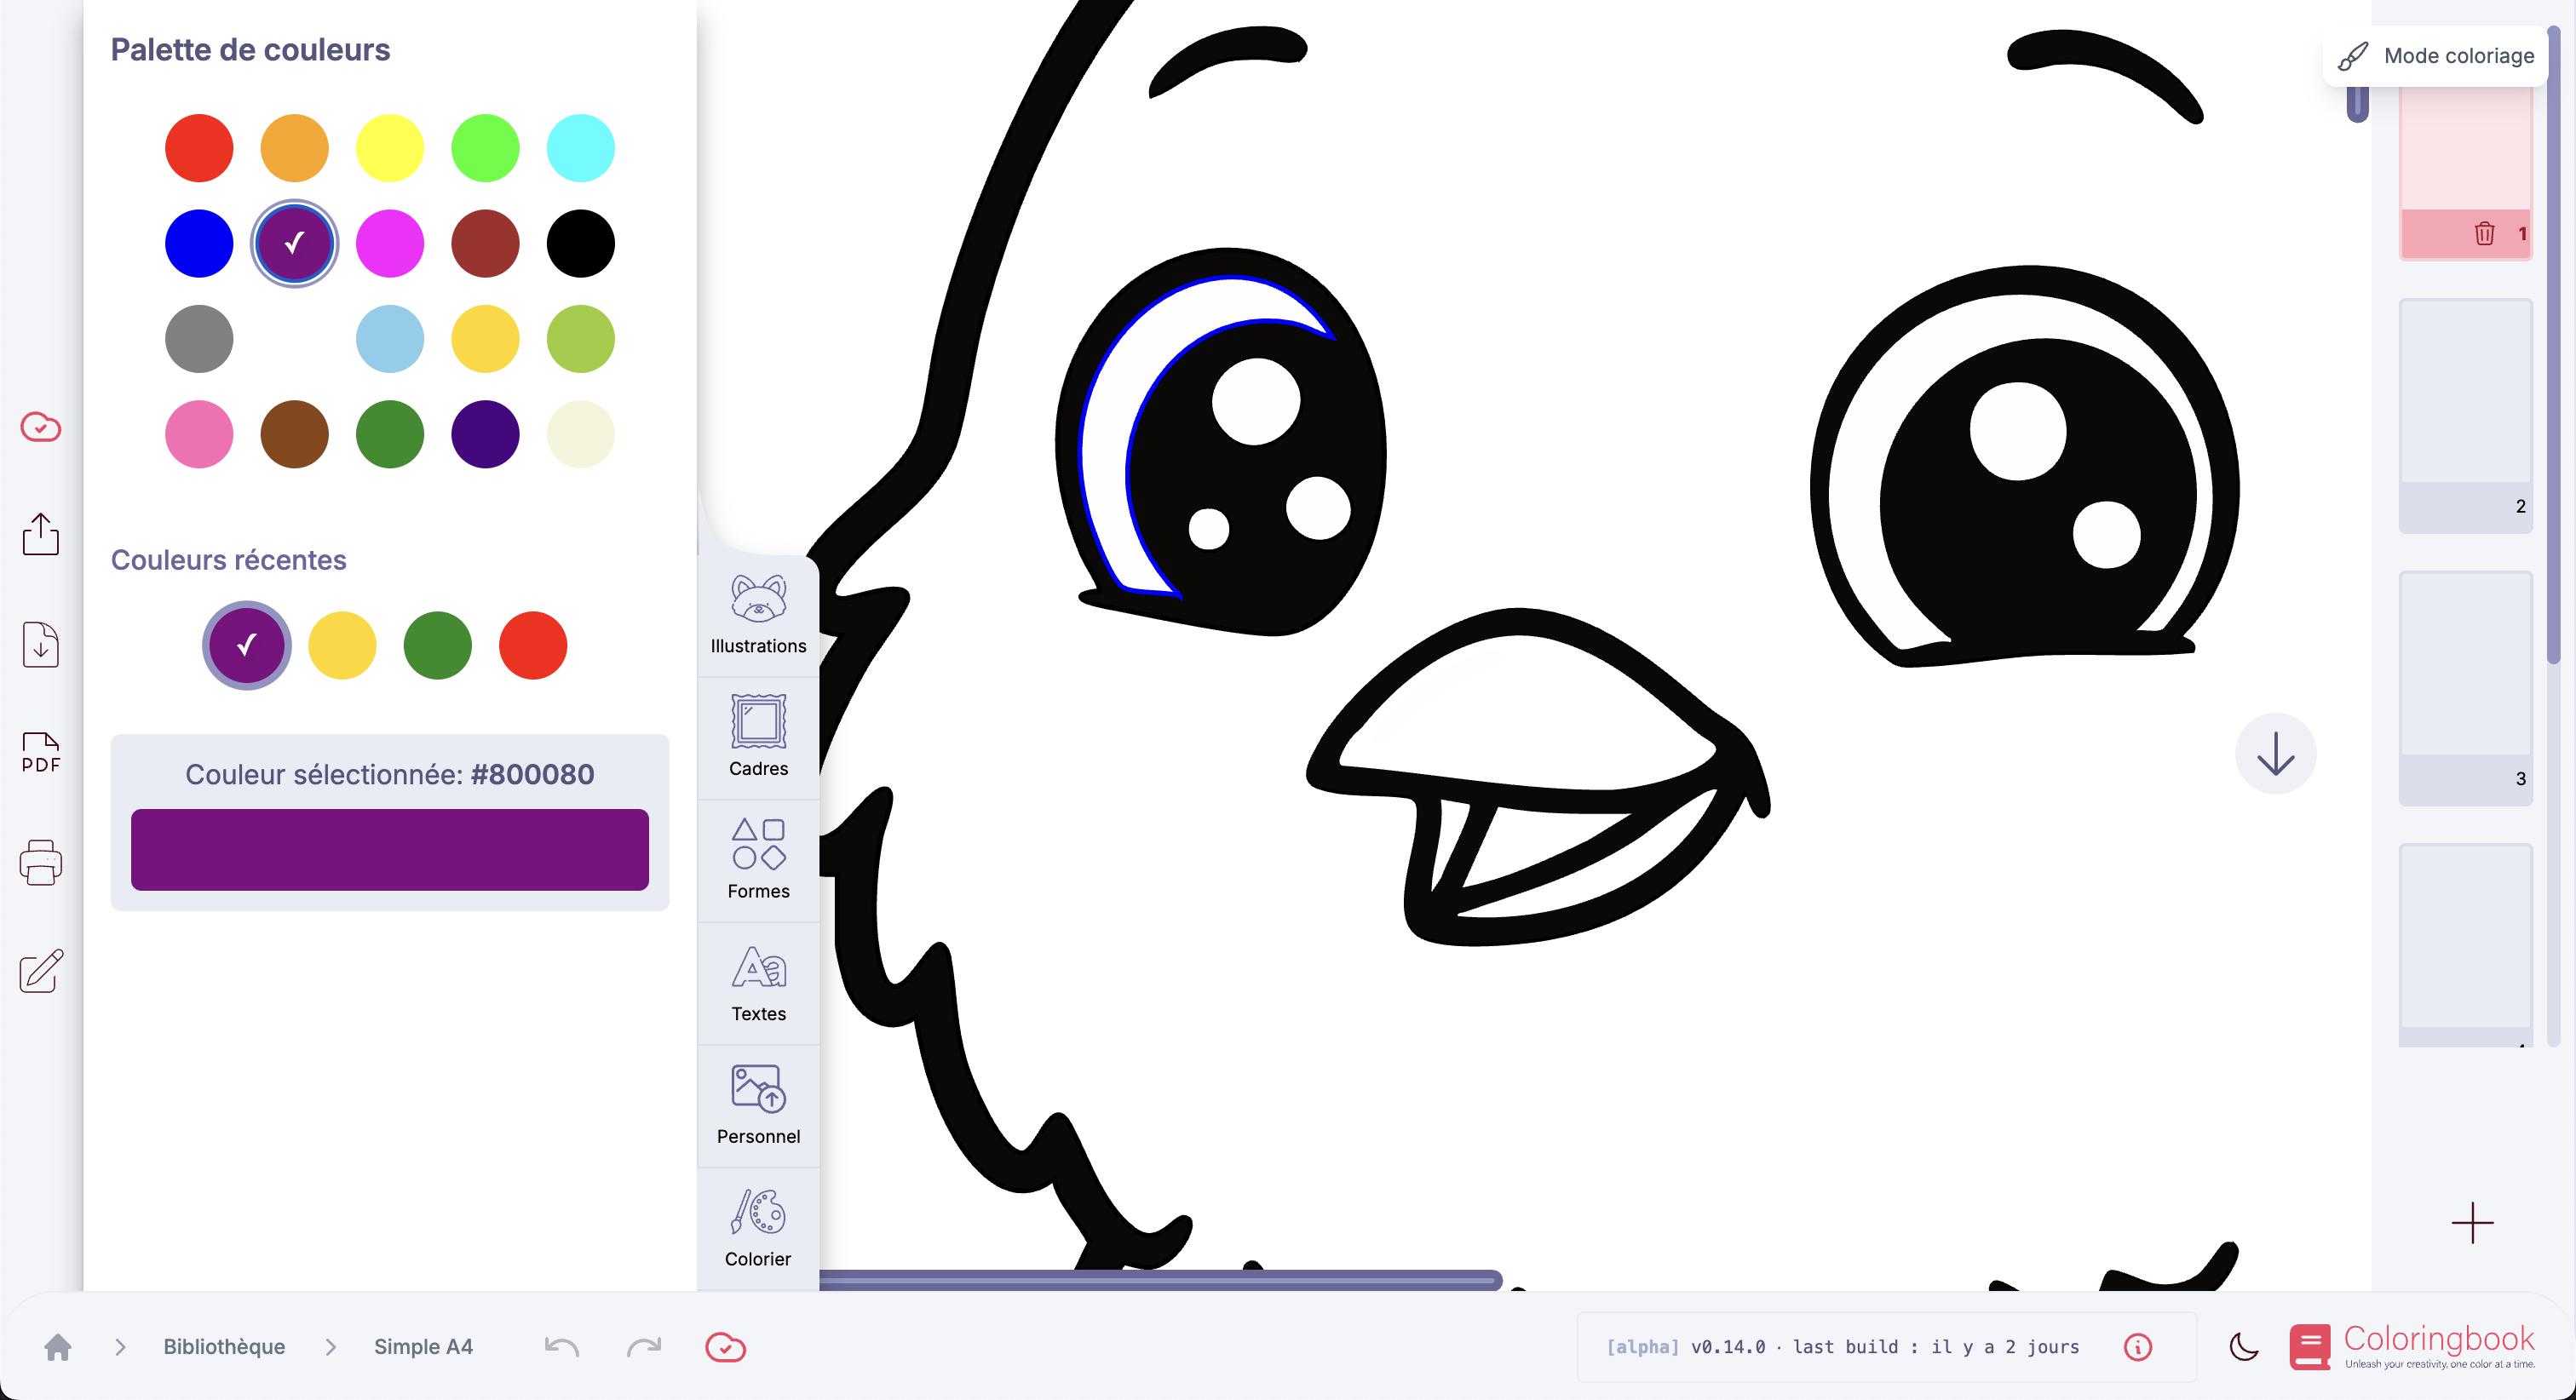 Palette de couleurs
Mode coloriage
1
2
Couleurs récentes
Illustrations
PDF
Couleur sélectionnée: #800080
Cadres
3
Formes
Textes
Personnel
Colorier
Bibliothèque
Simple A4
[alpha] v0.14.0 · last build : il y a 2 jours
Coloringbook
Unleash your creativity, one color at a time.